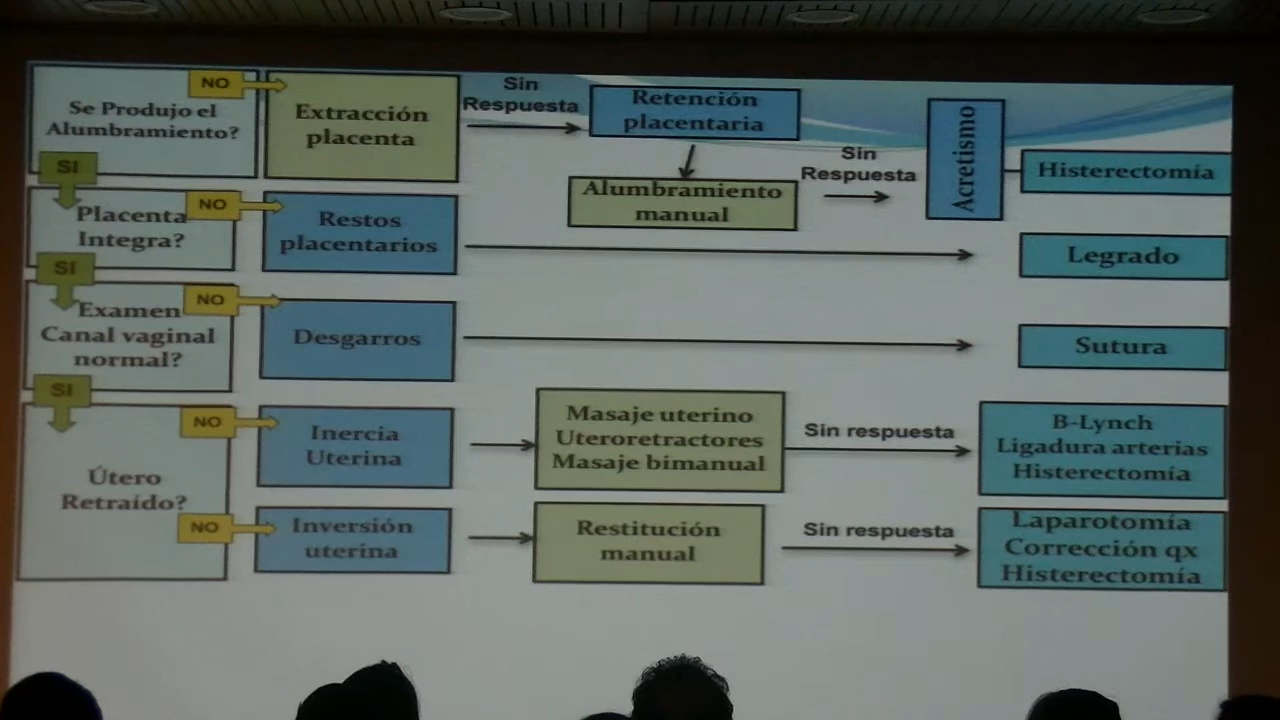 NO
Se Produjo el
Alumbramiento?
SI
Extracción
placenta
Sin
Respuesta
Retención
placentaria
Alumbramiento
manual
Sin
Respuesta
Acretismo
Histerectomía
Placenta
Integra?
NO
SI
Restos
placentarios
Legrado
Examen
Canal vaginal
normal?
NO
SI
Desgarros
Sutura
Útero
Retraído?
NO
Inercia
Uterina
Masaje uterino
Uteroretractores
Masaje bimanual
Sin respuesta
B-Lynch
Ligadura arterias
Histerectomía
NO
Inversión
uterina
Restitución
manual
Sin respuesta
Laparotomía
Corrección qx
Histerectomía